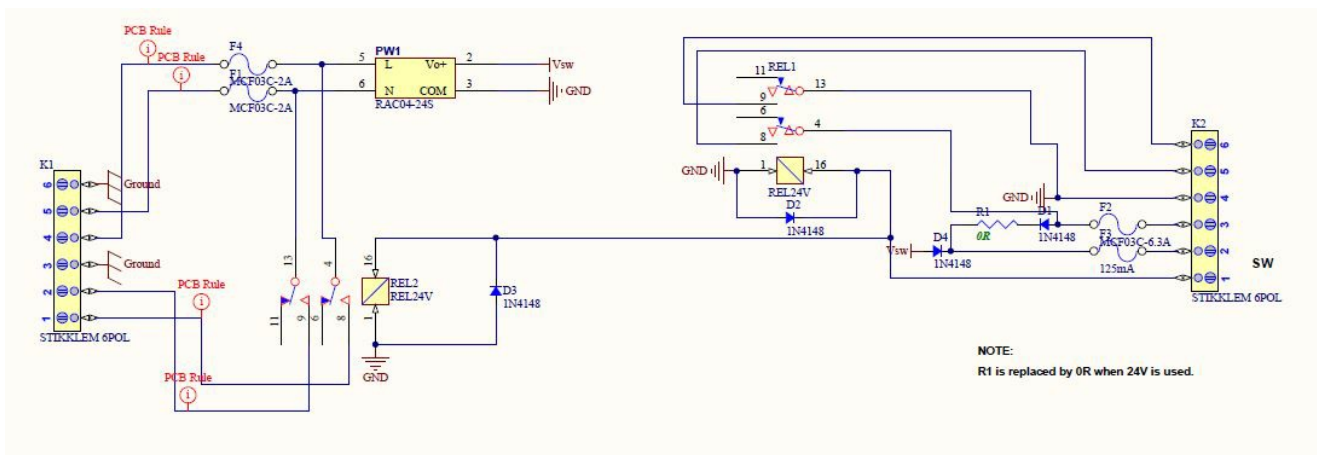 PCB Rule
F4
PCB Rule
F1
MCF03C-2A
MCF03C-2A
PW1
5
L
Vo+
2
Vsw
6
N
COM
3
GND
RAC04-24S
K1
6
Ground
5
4
3
Ground
2
1
STIKKLEM 6POL
PCB Rule
PCB Rule
13
4
11
9
6
8
16
REL2
REL24V
1
GND
D3
1N4148
11
REL1
13
9
6
4
8
GND
1
16
REL24V
D2
1N4148
K2
6
5
4
3
2
1
GND
R1
0R
D1
1N4148
F2
MCF03C-6.3A
F3
125mA
Vsw
D4
1N4148
SW
STIKKLEM 6POL
NOTE:
R1 is replaced by 0R when 24V is used.